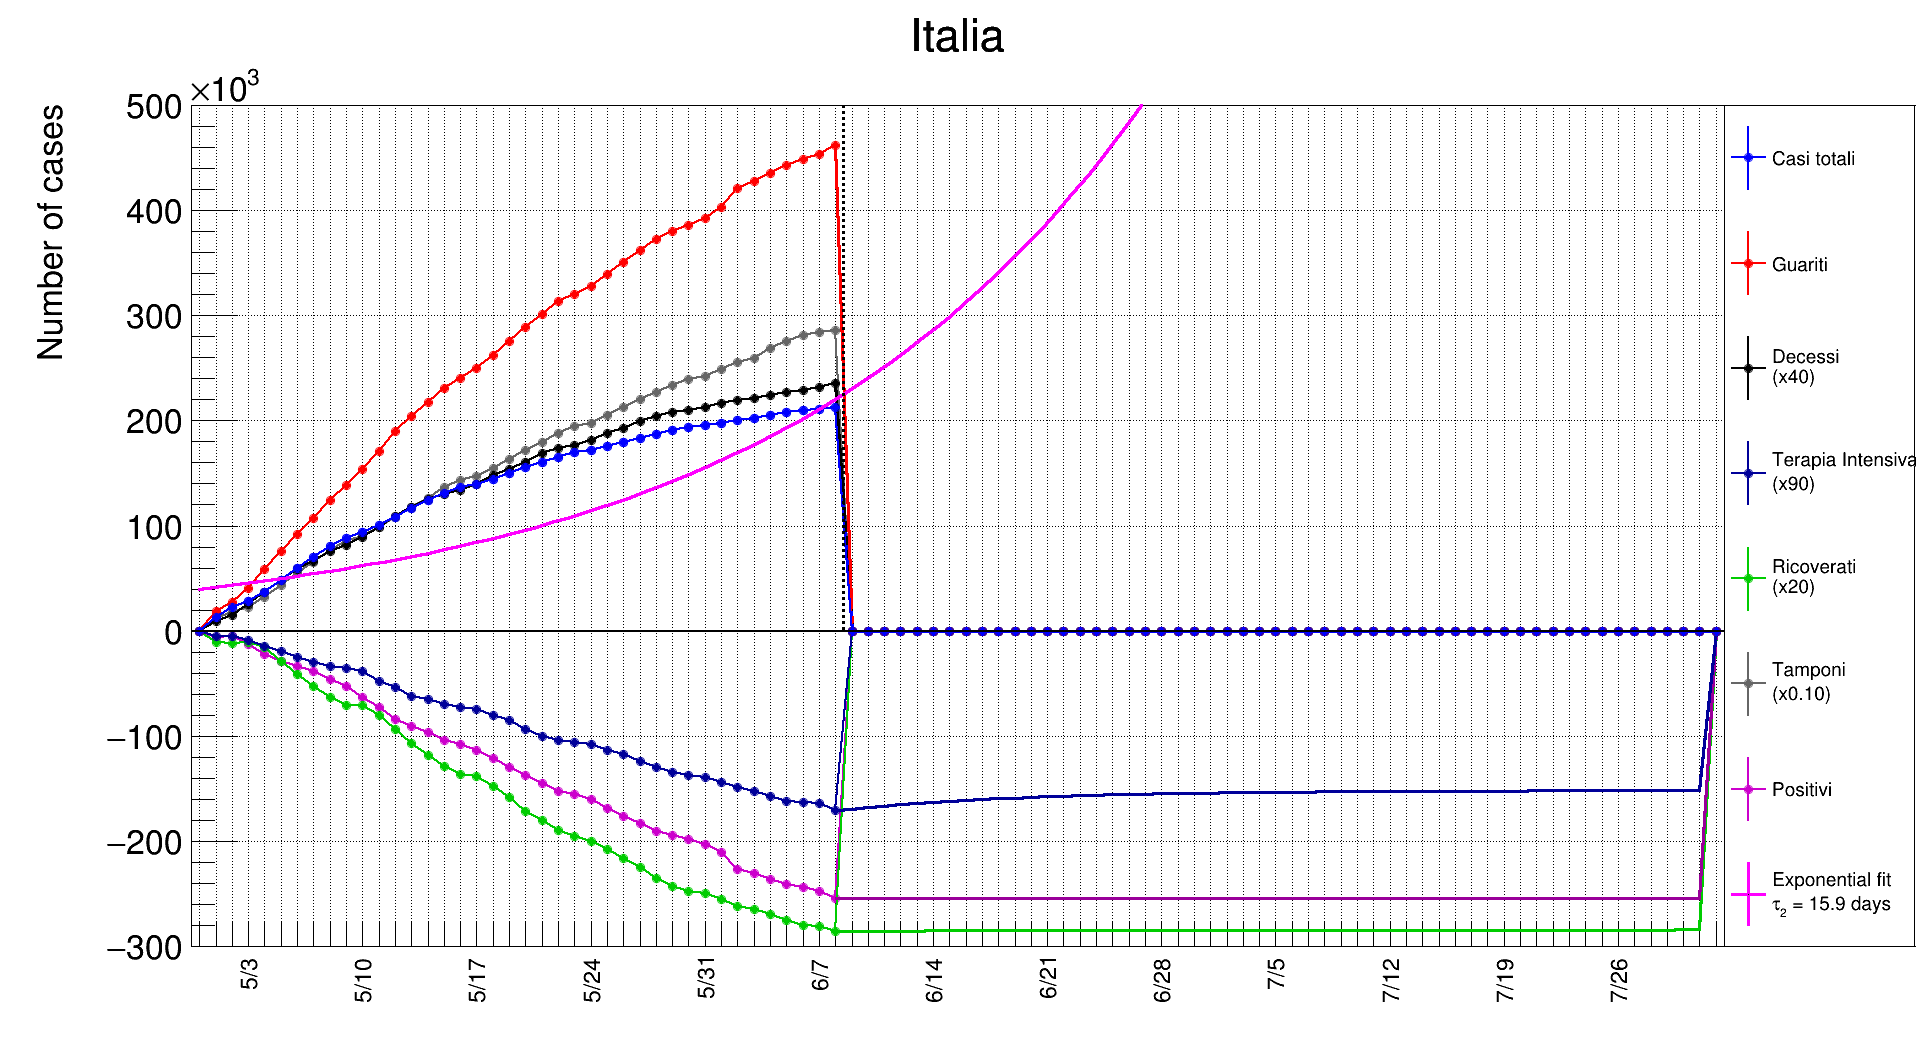 Italia
×10³
Number of cases
500
400
300
200
100
0
−100
−200
−300
5/3
5/10
5/17
5/24
5/31
6/7
6/14
6/21
6/28
7/5
7/12
7/19
7/26
Casi totali
Guariti
Decessi
(x40)
Terapia Intensiva
(x90)
Ricoverati
(x20)
Tamponi
(x0.10)
Positivi
Exponential fit
τ₂ = 15.9 days